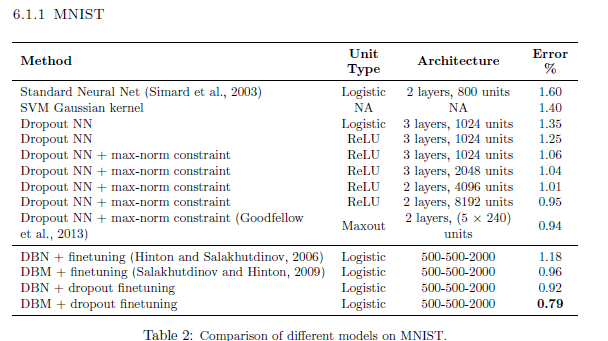 6.1.1 MNIST
Method Unit Type Architecture Error %
Standard Neural Net (Simard et al., 2003) Logistic 2 layers, 800 units 1.60
SVM Gaussian kernel NA NA 1.40
Dropout NN Logistic 3 layers, 1024 units 1.35
Dropout NN ReLU 3 layers, 1024 units 1.25
Dropout NN + max-norm constraint ReLU 3 layers, 1024 units 1.06
Dropout NN + max-norm constraint ReLU 3 layers, 2048 units 1.04
Dropout NN + max-norm constraint ReLU 2 layers, 4096 units 1.01
Dropout NN + max-norm constraint ReLU 2 layers, 8192 units 0.95
Dropout NN + max-norm constraint (Goodfellow et al., 2013) Maxout 2 layers, (5 × 240) units 0.94
DBN + finetuning (Hinton and Salakhutdinov, 2006) Logistic 500-500-2000 1.18
DBM + finetuning (Salakhutdinov and Hinton, 2009) Logistic 500-500-2000 0.96
DBN + dropout finetuning Logistic 500-500-2000 0.92
DBM + dropout finetuning Logistic 500-500-2000 0.79
Table 2: Comparison of different models on MNIST.